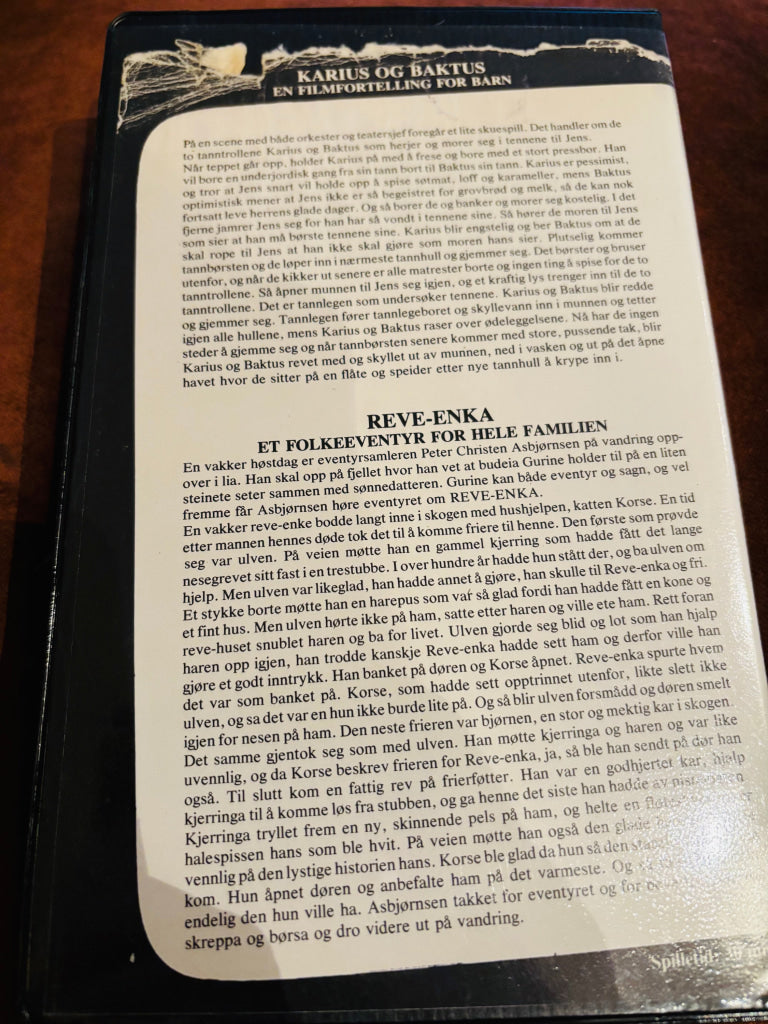 KARIUS OG BAKTUS
EN FILMFORTELLING FOR BARN
På en scene med både orkester og teatersjef foregår et lite skuespill. Det handler om de
to tanntrollene Karius og Baktus som herjer og morer seg i tennene til Jens.
Når teppet går opp, holder Karius på med å frese og bore med et stort pressbor. Han
vil bore en underjordisk gang fra sin tann bort til Baktus sin tann. Karius er pessimist,
og tror at Jens snart vil holde opp å spise søtmat, loff og karameller, mens Baktus
optimistisk mener at Jens ikke er så begeistret for grovbrød og melk, så de kan nok
fortsatt leve herrens glade dager. Og så borer de og banker og morer seg kostelig. I det
fjerne jamrer Jens seg for han har så vondt i tennene sine. Så hører de moren til Jens
som sier at han må børste tennene sine. Karius blir engstelig og ber Baktus om at de
skal rope til Jens at han ikke skal gjøre som moren hans sier. Plutselig kommer
tannbørsten og de løper inn i nærmeste tannhull og gjemmer seg. Det børster og bruser
utenfor, og når de kikker ut senere er alle matrester borte og ingen ting å spise for de to
tanntrollene. Så åpner munnen til Jens seg igjen, og et kraftig lys trenger inn til de to
tanntrollene. Det er tannlegen som undersøker tennene. Karius og Baktus blir redde
og gjemmer seg. Tannlegen fører tannlegeboret og skyllevann inn i munnen og tetter
igjen alle hullene, mens Karius og Baktus raser over ødeleggelsene. Nå har de ingen
steder å gjemme seg og når tannbørsten senere kommer med store, pussende tak, blir
Karius og Baktus revet med og skyllet ut av munnen, ned i vasken og ut på det åpne
havet hvor de sitter på en flåte og speider etter nye tannhull å krype inn i.
REVE-ENKA
ET FOLKEEVENTYR FOR HELE FAMILIEN
En vakker høstdag er eventyrsamleren Peter Christen Asbjørnsen på vandring opp-
over i lia. Han skal opp på fjellet hvor han vet at budeia Gurine holder til på en liten
steinete seter sammen med sønnedatteren. Gurine kan både eventyr og sagn, og vel
fremme får Asbjørnsen høre eventyret om REVE-ENKA.
En vakker reve-enke bodde langt inne i skogen med hushjelpen, katten Korse. En tid
etter mannen hennes døde tok det til å komme friere til henne. Den første som prøvde
seg var ulven. På veien møtte han en gammel kjerring som hadde fått det lange
nesegrevet sitt fast i en trestubbe. I over hundre år hadde hun stått der, og ba ulven om
hjelp. Men ulven var likeglad, han hadde annet å gjøre, han skulle til Reve-enka og fri.
Et stykke borte møtte han en harepus som var så glad fordi han hadde fått en kone og
et fint hus. Men ulven hørte ikke på ham, satte etter haren og ville ete ham. Rett foran
reve-huset snublet haren og ba for livet. Ulven gjorde seg blid og lot som han hjalp
haren opp igjen, han trodde kanskje Reve-enka hadde sett ham og derfor ville han
gjøre et godt inntrykk. Han banket på døren og Korse åpnet. Reve-enka spurte hvem
det var som banket på. Korse, som hadde sett opptrinnet utenfor, likte slett ikke
ulven, og sa det var en hun ikke burde lite på. Og så blir ulven forsmådd og døren smelt
igjen for nesen på ham. Den neste frieren var bjørnen, en stor og mektig kar i skogen.
Det samme gjentok seg som med ulven. Han møtte kjerringa og haren og var like
uvennlig, og da Korse beskrev frieren for Reve-enka, ja, så ble han sendt på dør han
også. Til slutt kom en fattig rev på frierføtter. Han var en godhjertet kar, hjalp
kjerringa til å komme løs fra stubben, og ga henne det siste han hadde av
Kjerringa tryllet frem en ny, skinnende pels på ham, og helte en
halespissen hans som ble hvit. På veien møtte han også den glade
vennlig på den lystige historien hans. Korse ble glad da hun så den
kom. Hun åpnet døren og anbefalte ham på det varmeste. Og
endelig den hun ville ha. Asbjørnsen takket for eventyret og for
skreppa og børsa og dro videre ut på vandring.
Spilletid: